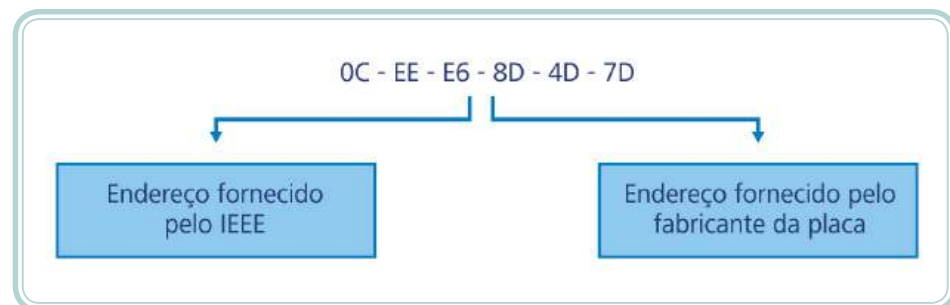 0C - EE - E6 - 8D - 4D - 7D
Endereço fornecido
pelo IEEE
Endereço fornecido pelo
fabricante da placa